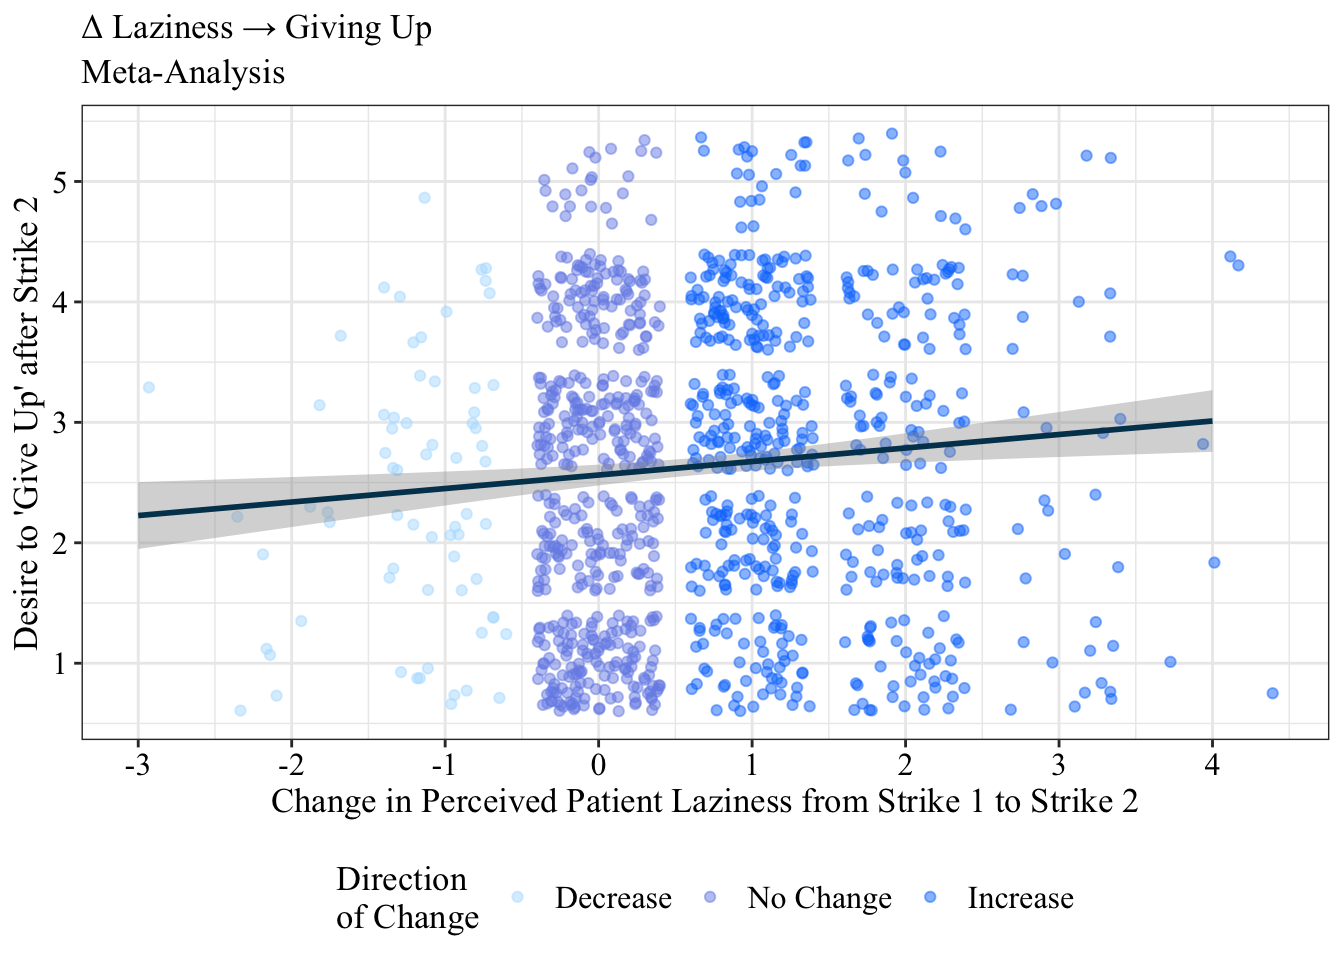 Δ Laziness → Giving Up
Meta-Analysis
Desire to 'Give Up' after Strike 2
5
4
3
2
1
-3 -2 -1 0 1 2 3 4
Change in Perceived Patient Laziness from Strike 1 to Strike 2
Direction
of Change
Decrease No Change Increase